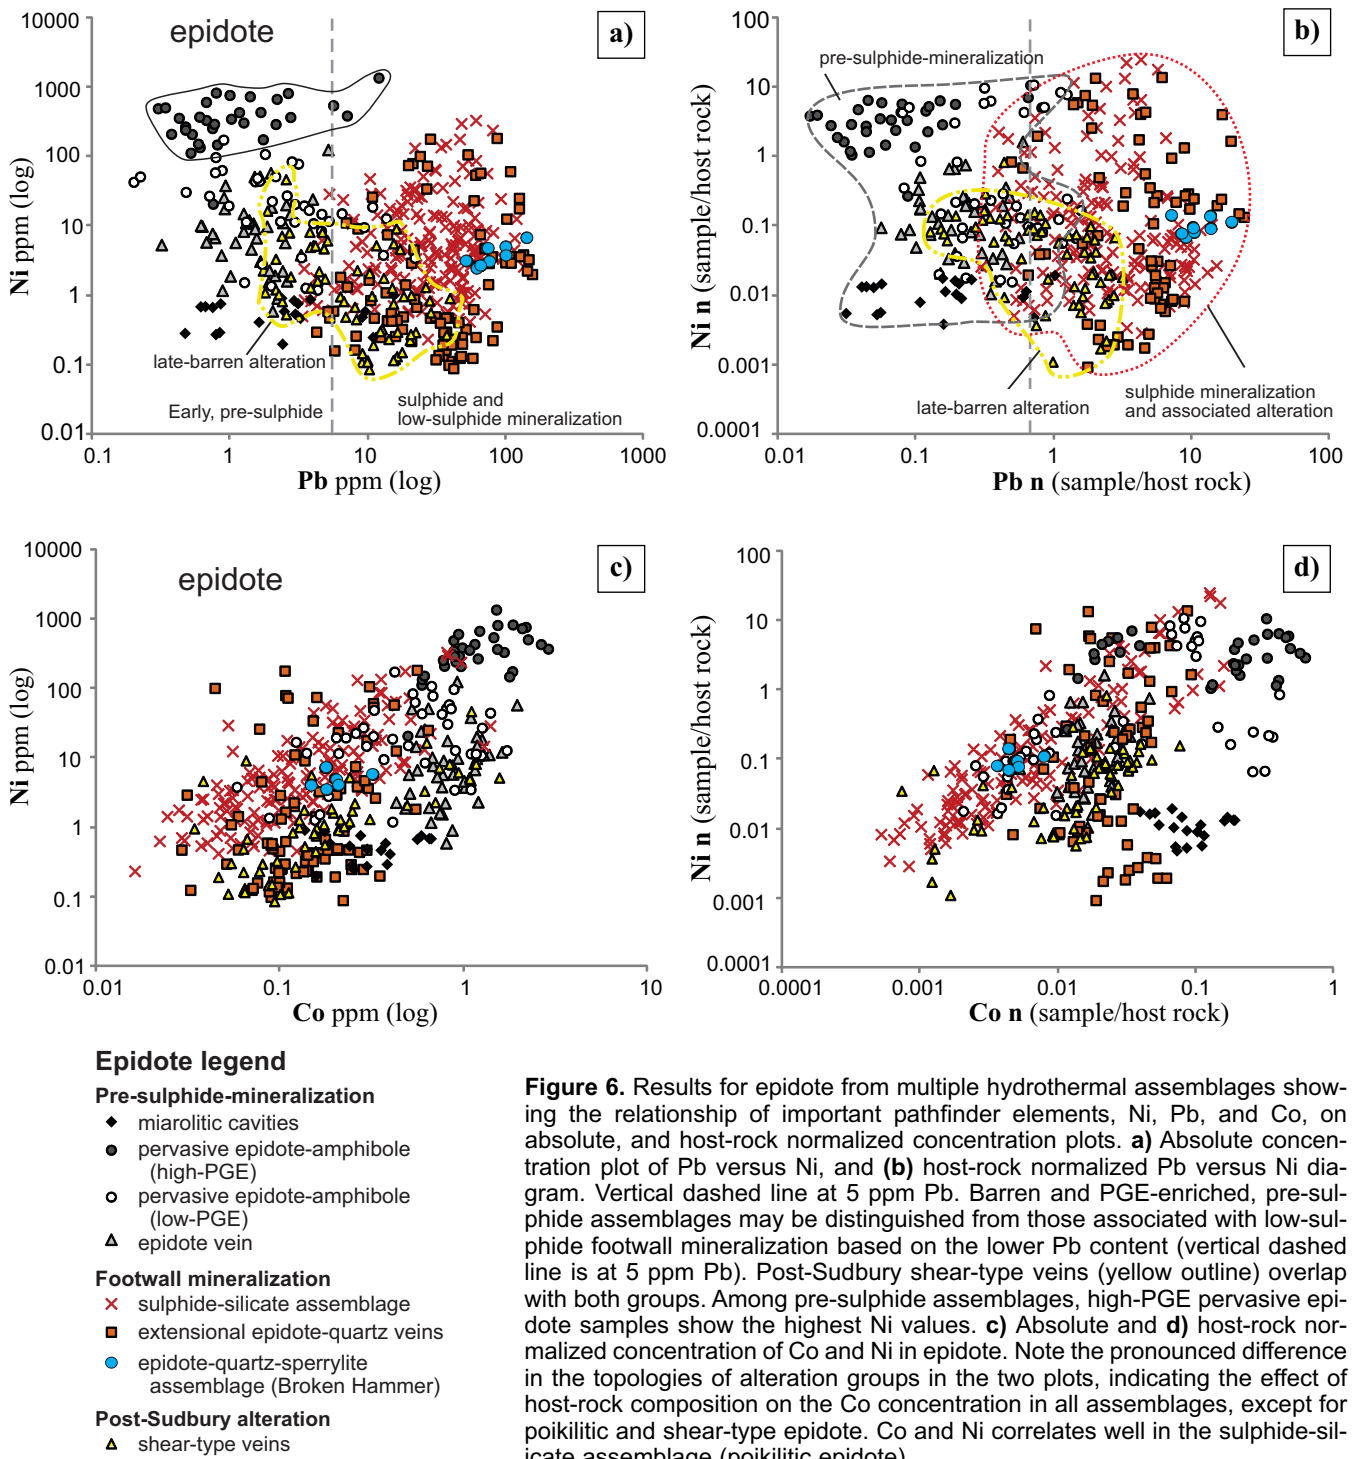 epidote
a)
10000
1000
100
10
1
0.1
0.01
Ni ppm (log)
late-barren alteration
Early, pre-sulphide
sulphide and
low-sulphide mineralization
0.1
1
10
100
1000
Pb ppm (log)
b)
100
10
1
0.1
0.01
0.001
0.0001
Ni n (sample/host rock)
pre-sulphide-mineralization
late-barren alteration
sulphide mineralization
and associated alteration
0.01
0.1
1
10
100
Pb n (sample/host rock)
epidote
c)
10000
1000
100
10
1
0.1
0.01
Ni ppm (log)
0.01
0.1
1
10
Co ppm (log)
d)
100
10
1
0.1
0.01
0.001
0.0001
Ni n (sample/host rock)
0.0001
0.001
0.01
0.1
1
Co n (sample/host rock)
Epidote legend
Pre-sulphide-mineralization
miarolitic cavities
pervasive epidote-amphibole
(high-PGE)
pervasive epidote-amphibole
(low-PGE)
epidote vein
Footwall mineralization
sulphide-silicate assemblage
extensional epidote-quartz veins
epidote-quartz-sperrylite
assemblage (Broken Hammer)
Post-Sudbury alteration
shear-type veins
Figure 6. Results for epidote from multiple hydrothermal assemblages show-
ing the relationship of important pathfinder elements, Ni, Pb, and Co, on
absolute, and host-rock normalized concentration plots. a) Absolute concen-
tration plot of Pb versus Ni, and (b) host-rock normalized Pb versus Ni dia-
gram. Vertical dashed line at 5 ppm Pb. Barren and PGE-enriched, pre-sul-
phide assemblages may be distinguished from those associated with low-sul-
phide footwall mineralization based on the lower Pb content (vertical dashed
line is at 5 ppm Pb). Post-Sudbury shear-type veins (yellow outline) overlap
with both groups. Among pre-sulphide assemblages, high-PGE pervasive epi-
dote samples show the highest Ni values. c) Absolute and d) host-rock nor-
malized concentration of Co and Ni in epidote. Note the pronounced difference
in the topologies of alteration groups in the two plots, indicating the effect of
host-rock composition on the Co concentration in all assemblages, except for
poikilitic and shear-type epidote. Co and Ni correlates well in the sulphide-sil-
icate assemblage (poikilitic epidote)